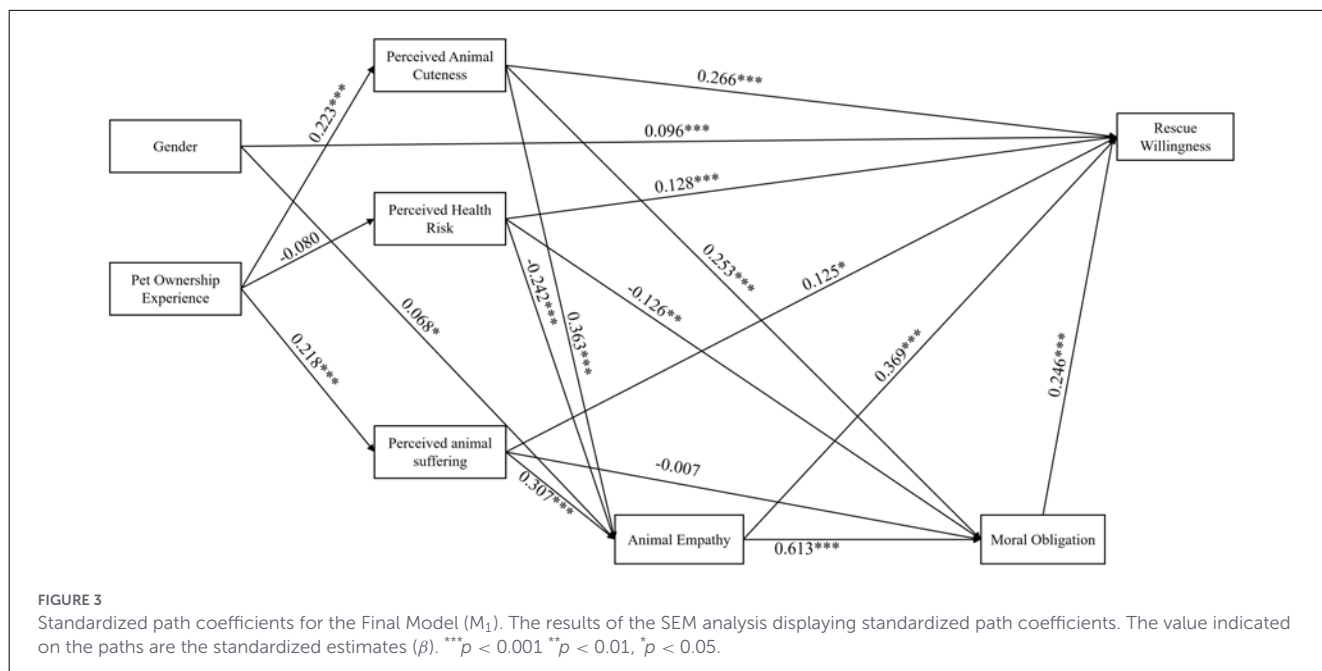 Perceived Animal
Cuteness
0.266***
0.223***
Gender
0.096***
Rescue
Willingness
Perceived Health
Risk
0.128***
-0.080
Pet Ownership
Experience
0.253***
0.125*
-0.242***
-0.126**
0.068*
0.363***
0.218***
0.369***
0.246***
Perceived animal
suffering
-0.007
0.307***
Animal Empathy
0.613***
Moral Obligation
FIGURE 3
Standardized path coefficients for the Final Model (M₁). The results of the SEM analysis displaying standardized path coefficients. The value indicated
on the paths are the standardized estimates (β). ***p < 0.001 **p < 0.01, *p < 0.05.